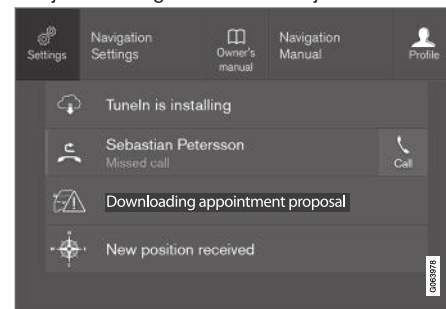 Settings
Navigation
Settings
Owner's
manual
Navigation
Manual
Profile
TuneIn is installing
Sebastian Petersson
Missed call
Call
Downloading appointment proposal
New position received
G063978